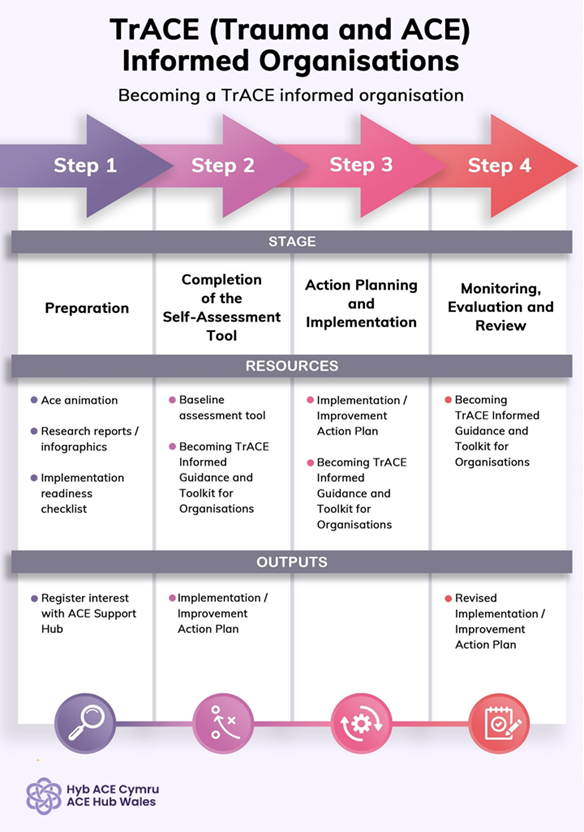 TrACE (Trauma and ACE)
Informed Organisations
Becoming a TrACE informed organisation
Step 1
Step 2
Step 3
Step 4
STAGE
Preparation
Completion
of the
Self-Assessment
Tool
Action Planning
and
Implementation
Monitoring,
Evaluation and
Review
RESOURCES
Ace animation
Research reports /
infographics
Implementation
readiness
checklist
Baseline
assessment tool
Becoming TrACE
Informed
Guidance and
Toolkit for
Organisations
Implementation /
Improvement
Action Plan
Becoming TrACE
Informed
Guidance and
Toolkit for
Organisations
Becoming
TrACE Informed
Guidance and
Toolkit for
Organisations
OUTPUTS
Register interest
with ACE Support
Hub
Implementation /
Improvement
Action Plan
Revised
Implementation /
Improvement
Action Plan
Hyb ACE Cymru
ACE Hub Wales